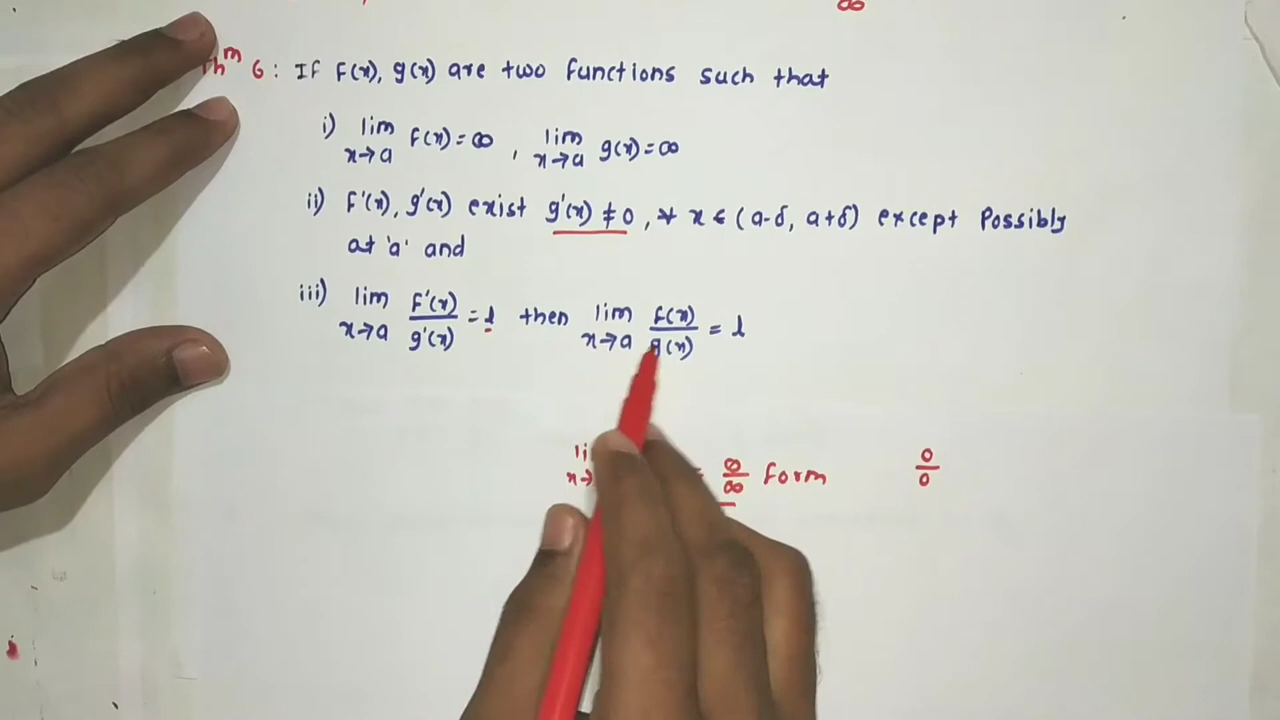 ∞
Thm 6: If f(x), g(x) are two functions such that
i) lim x→a f(x)=∞, lim x→a g(x)=∞
ii) f'(x), g'(x) exist g'(x) ≠ 0, ∀ x ∈ (a-δ, a+δ) except Possibly
at 'a' and
iii) lim x→a f'(x)/g'(x) = l then lim x→a f(x)/g(x) = l
= ∞/∞ form 0/0